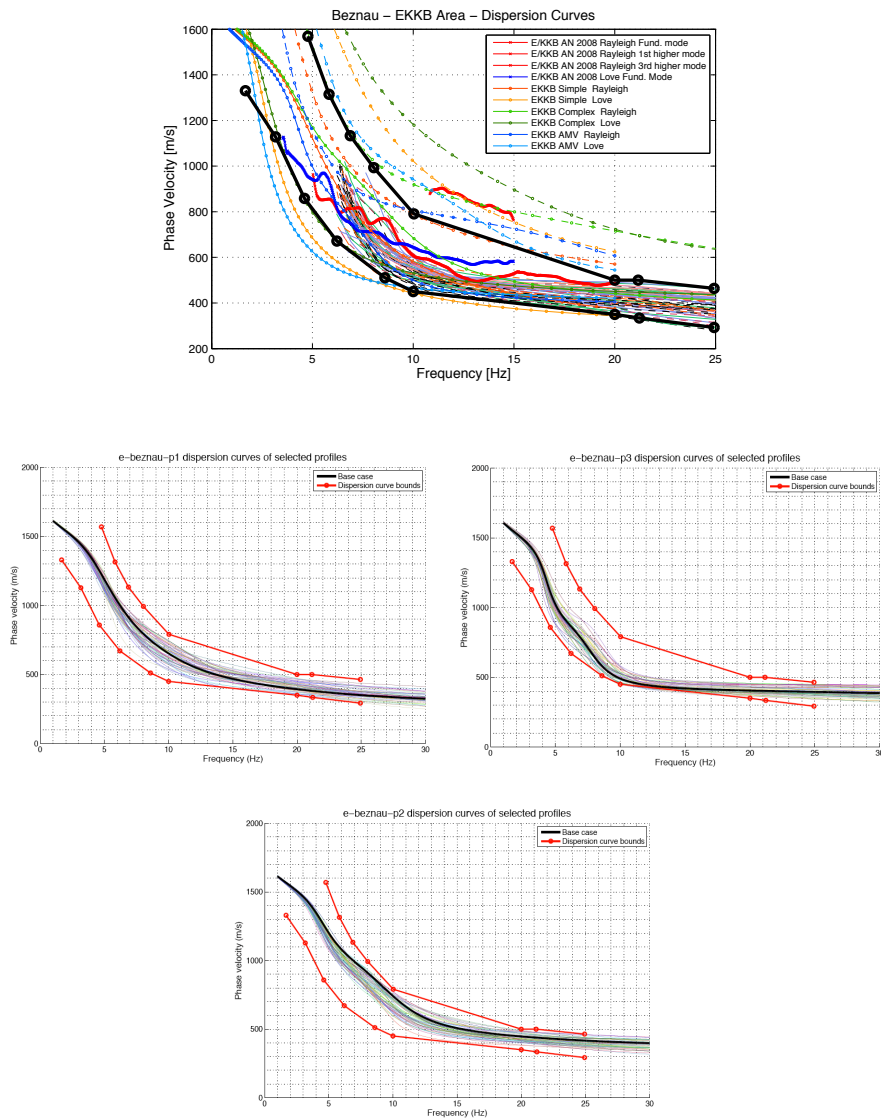 Beznau − EKKB Area − Dispersion Curves
1600
1400
1200
1000
800
600
400
200
Phase Velocity [m/s]
0
5
10
15
20
25
Frequency [Hz]
E/KKB AN 2008 Rayleigh Fund. mode
E/KKB AN 2008 Rayleigh 1st higher mode
E/KKB AN 2008 Rayleigh 3rd higher mode
E/KKB AN 2008 Love Fund. Mode
EKKB Simple Rayleigh
EKKB Simple Love
EKKB Complex Rayleigh
EKKB Complex Love
EKKB AMV Rayleigh
EKKB AMV Love
e−beznau−p1 dispersion curves of selected profiles
2000
1500
1000
500
0
Phase velocity (m/s)
0
5
10
15
20
25
30
Frequency (Hz)
Base case
Dispersion curve bounds
e−beznau−p3 dispersion curves of selected profiles
2000
1500
1000
500
0
Phase velocity (m/s)
0
5
10
15
20
25
30
Frequency (Hz)
Base case
Dispersion curve bounds
e−beznau−p2 dispersion curves of selected profiles
2000
1500
1000
500
0
Phase velocity (m/s)
0
5
10
15
20
25
30
Frequency (Hz)
Base case
Dispersion curve bounds